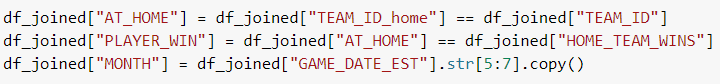 df_joined["AT_HOME"] = df_joined["TEAM_ID_home"] == df_joined["TEAM_ID"]
df_joined["PLAYER_WIN"] = df_joined["AT_HOME"] == df_joined["HOME_TEAM_WINS"]
df_joined["MONTH"] = df_joined["GAME_DATE_EST"].str[5:7].copy()